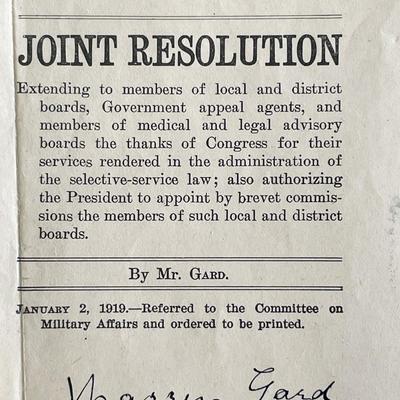 JOINT RESOLUTION
Extending to members of local and district
boards, Government appeal agents, and
members of medical and legal advisory
boards the thanks of Congress for their
services rendered in the administration of
the selective-service law; also authorizing
the President to appoint by brevet commis-
sions the members of such local and district
boards.
By Mr. GARD.
JANUARY 2, 1919.—Referred to the Committee on
Military Affairs and ordered to be printed.
Warren Gard